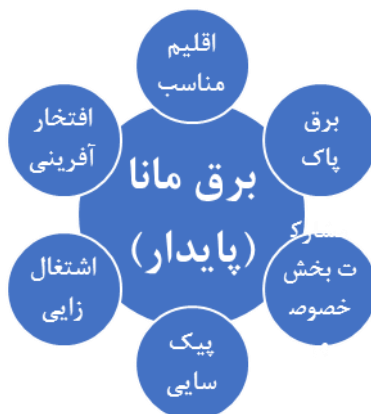 اقلیم
مناسب
برق
پاک
ت بخش
خصوص
پیک
سایی
اشتغال
زایی
افتخار
آفرینی
برق مانا
(پایدار)